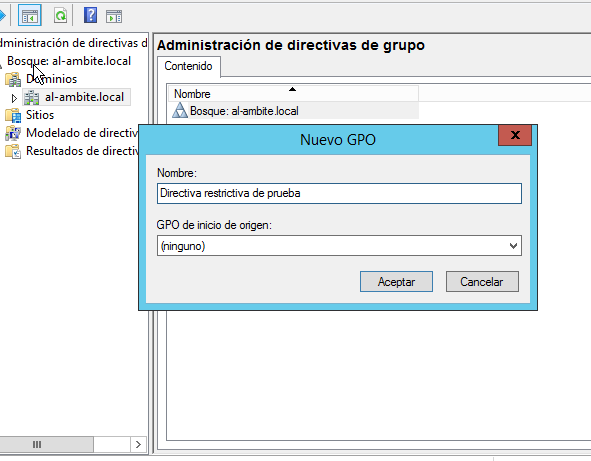 dministración de directivas d
Bosque: al-ambite.local
Dominios
al-ambite.local
Sitios
Modelado de directiv
Resultados de directiv
Administración de directivas de grupo
Contenido
Nombre
Bosque: al-ambite.local
Nuevo GPO
x
Nombre:
Directiva restrictiva de prueba
GPO de inicio de origen:
(ninguno)
Aceptar
Cancelar